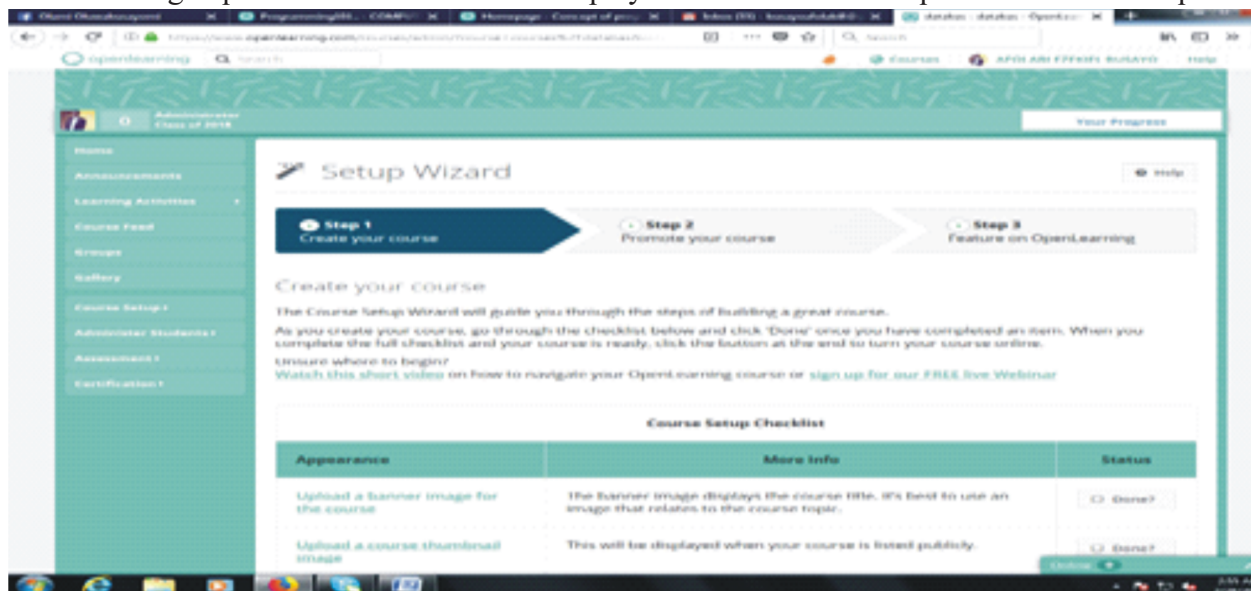 Homepage
openlearning
Search
Courses
Help
Administrator
Class of 2018
Your Progress
Home
Announcements
Learning Activities
Course Feed
Groups
Gallery
Course Setup
Administer Students
Assessment
Certification
Setup Wizard
Help
Step 1
Create your course
Step 2
Promote your course
Step 3
Feature on OpenLearning
Create your course
The Course Setup Wizard will guide you through the steps of building a great course.
As you create your course, go through the checklist below and click 'Done' once you have completed an item. When you
complete the full checklist and your course is ready, click the button at the end to turn your course online.
Unsure where to begin?
Watch this short video on how to navigate your OpenLearning course or sign up for our FREE live Webinar
Course Setup Checklist
Appearance More Info Status
Upload a banner image for
the course
The banner image displays the course title. It's best to use an
image that relates to the course topic.
Done?
Upload a course thumbnail
image
This will be displayed when your course is listed publicly.
Done?
Online